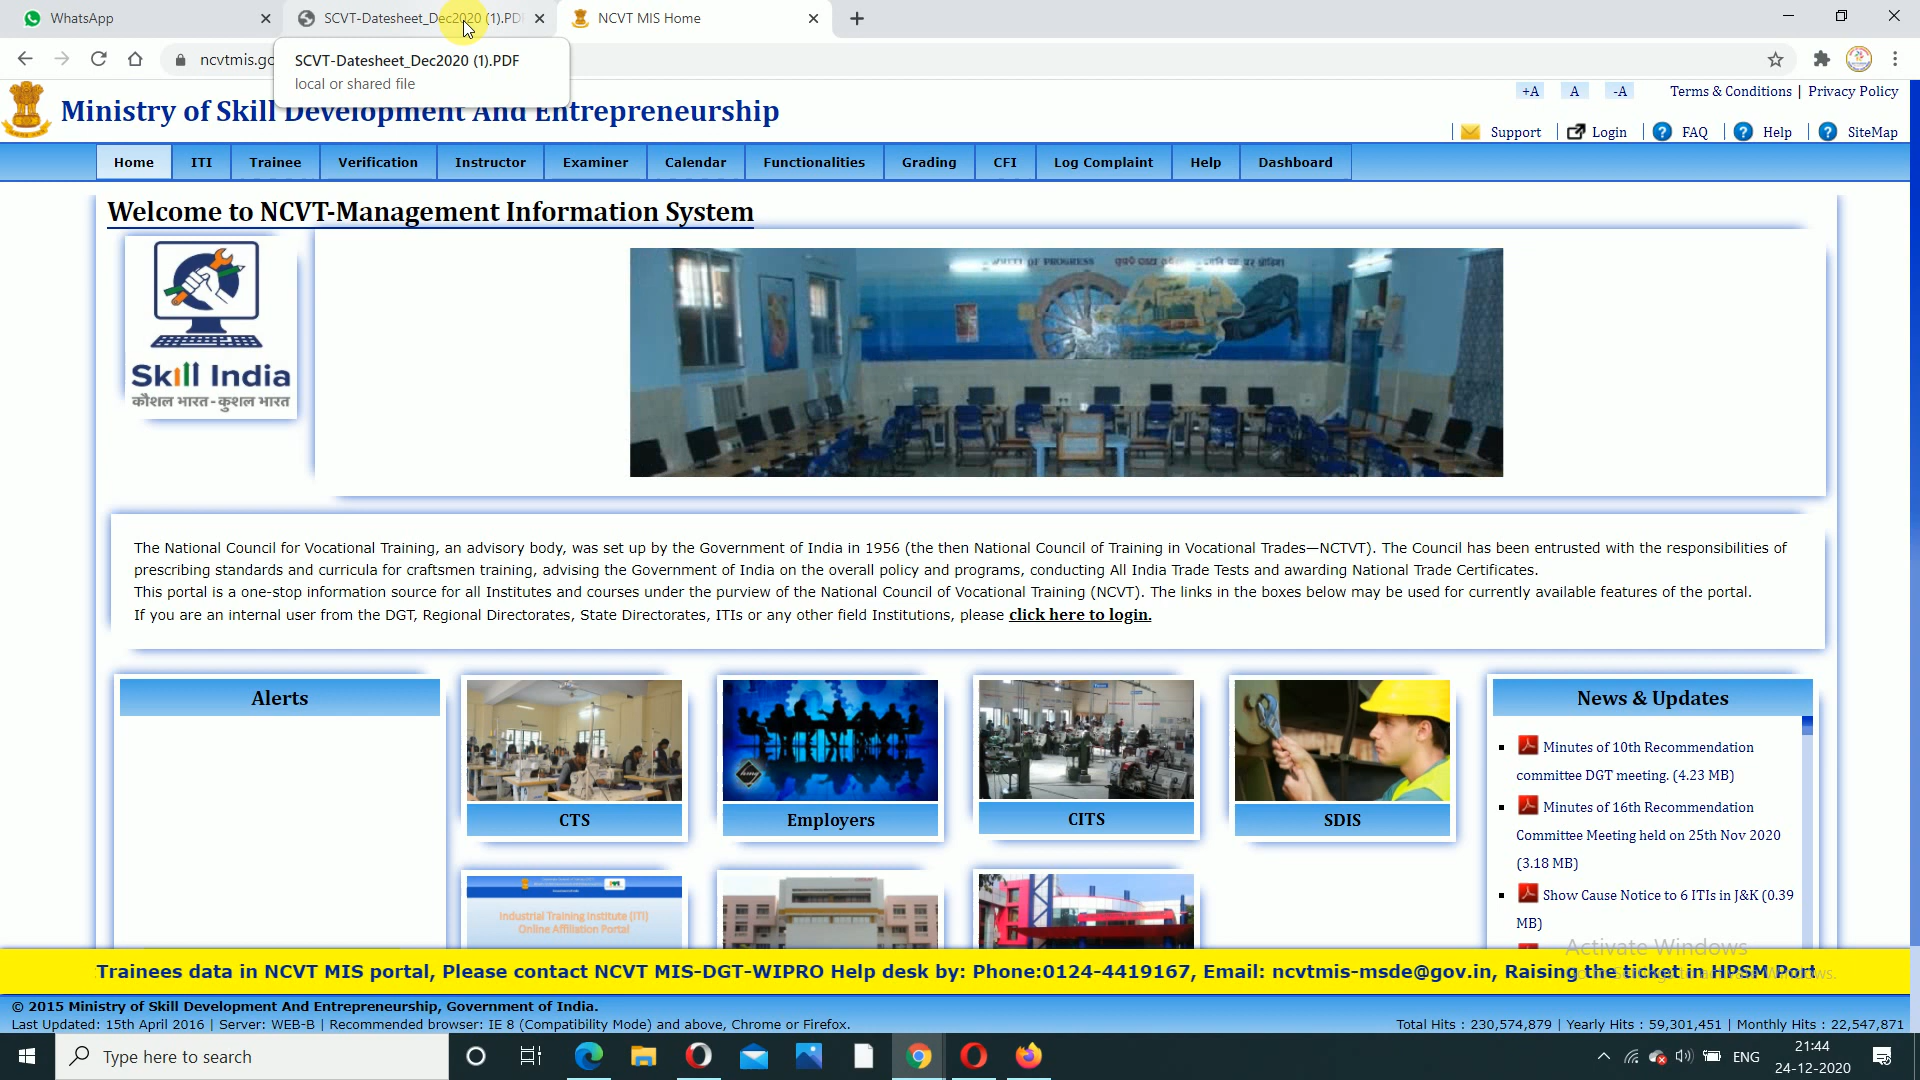 WhatsApp
SCVT-Datesheet_Dec2020 (1).PDF
NCVT MIS Home
ncvtmis.go
SCVT-Datesheet_Dec2020 (1).PDF
local or shared file
Ministry of Skill Development And Entrepreneurship
+A A -A Terms & Conditions | Privacy Policy
Support Login FAQ Help SiteMap
Home ITI Trainee Verification Instructor Examiner Calendar Functionalities Grading CFI Log Complaint Help Dashboard
Welcome to NCVT-Management Information System
Skill India
कौशल भारत - कुशल भारत
The National Council for Vocational Training, an advisory body, was set up by the Government of India in 1956 (the then National Council of Training in Vocational Trades—NCTVT). The Council has been entrusted with the responsibilities of
prescribing standards and curricula for craftsmen training, advising the Government of India on the overall policy and programs, conducting All India Trade Tests and awarding National Trade Certificates.
This portal is a one-stop information source for all Institutes and courses under the purview of the National Council of Vocational Training (NCVT). The links in the boxes below may be used for currently available features of the portal.
If you are an internal user from the DGT, Regional Directorates, State Directorates, ITIs or any other field Institutions, please click here to login.
Alerts
CTS
Employers
CITS
SDIS
Industrial Training Institute (ITI)
Online Affiliation Portal
News & Updates
Minutes of 10th Recommendation
committee DGT meeting. (4.23 MB)
Minutes of 16th Recommendation
Committee Meeting held on 25th Nov 2020
(3.18 MB)
Show Cause Notice to 6 ITIs in J&K (0.39
MB)
Activate Windows
Trainees data in NCVT MIS portal, Please contact NCVT MIS-DGT-WIPRO Help desk by: Phone:0124-4419167, Email: ncvtmis-msde@gov.in, Raising the ticket in HPSM Port
© 2015 Ministry of Skill Development And Entrepreneurship, Government of India.
Last Updated: 15th April 2016 | Server: WEB-B | Recommended browser: IE 8 (Compatibility Mode) and above, Chrome or Firefox.
Total Hits : 230,574,879 | Yearly Hits : 59,301,451 | Monthly Hits : 22,547,871
Type here to search
ENG
21:44
24-12-2020